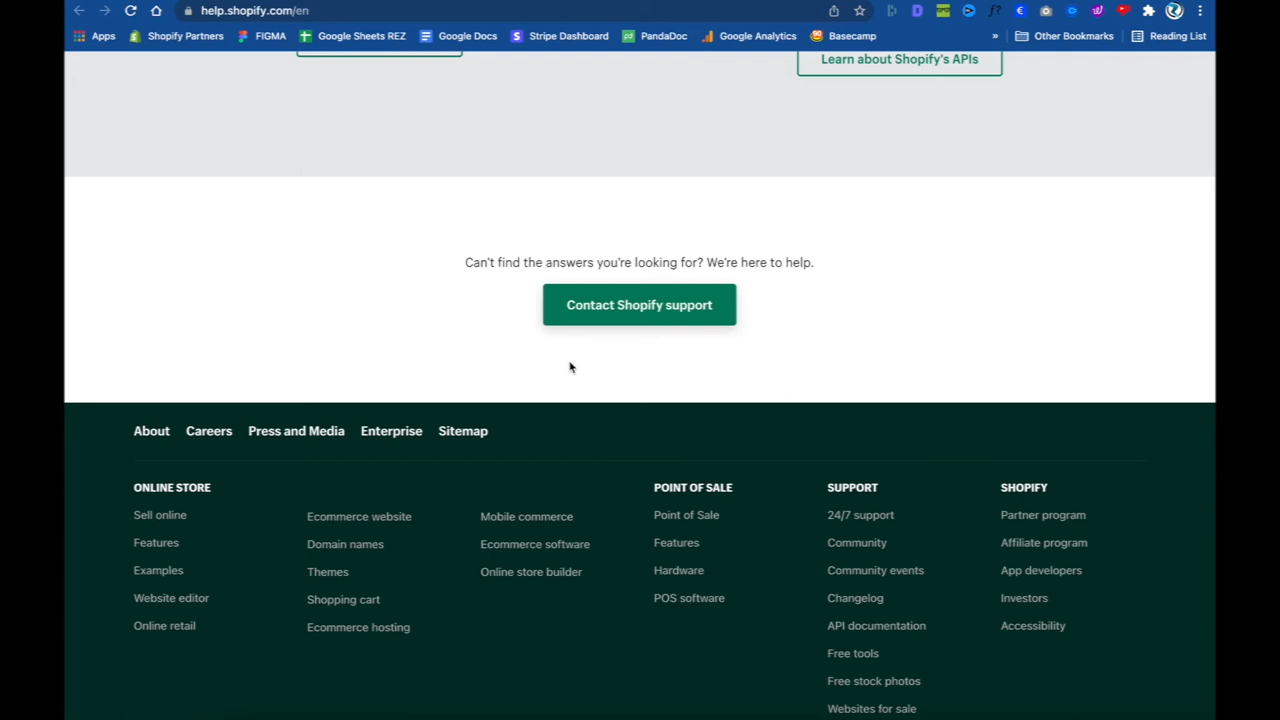 help.shopify.com/en
Apps Shopify Partners FIGMA Google Sheets REZ Google Docs Stripe Dashboard PandaDoc Google Analytics Basecamp » Other Bookmarks Reading List
Learn about Shopify's APIs
Can't find the answers you're looking for? We're here to help.
Contact Shopify support
About Careers Press and Media Enterprise Sitemap
ONLINE STORE
Sell online
Features
Examples
Website editor
Online retail
Ecommerce website
Domain names
Themes
Shopping cart
Ecommerce hosting
Mobile commerce
Ecommerce software
Online store builder
POINT OF SALE
Point of Sale
Features
Hardware
POS software
SUPPORT
24/7 support
Community
Community events
Changelog
API documentation
Free tools
Free stock photos
Websites for sale
SHOPIFY
Partner program
Affiliate program
App developers
Investors
Accessibility